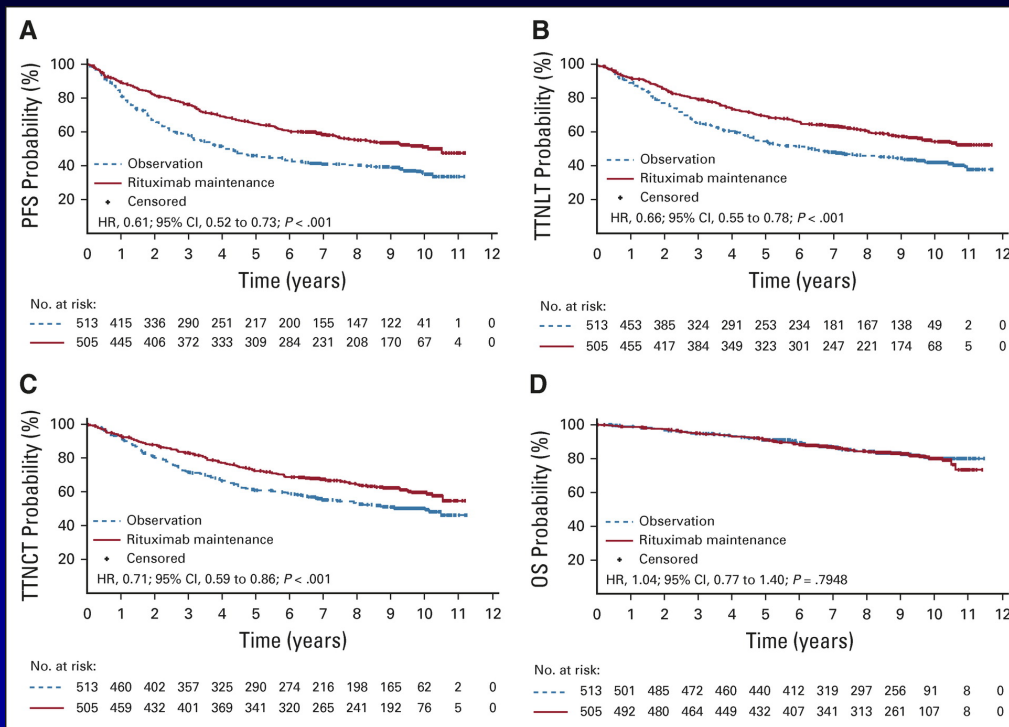 A
PFS Probability (%)
100
80
60
40
20
Observation
Rituximab maintenance
Censored
HR, 0.61; 95% CI, 0.52 to 0.73; P < .001
0 1 2 3 4 5 6 7 8 9 10 11 12
Time (years)
No. at risk:
513 415 336 290 251 217 200 155 147 122 41 1 0
505 445 406 372 333 309 284 231 208 170 67 4 0
B
TTNLT Probability (%)
100
80
60
40
20
Observation
Rituximab maintenance
Censored
HR, 0.66; 95% CI, 0.55 to 0.78; P < .001
0 1 2 3 4 5 6 7 8 9 10 11 12
Time (years)
No. at risk:
513 453 385 324 291 253 234 181 167 138 49 2 0
505 455 417 384 349 323 301 247 221 174 68 5 0
C
TTNCT Probability (%)
100
80
60
40
20
Observation
Rituximab maintenance
Censored
HR, 0.71; 95% CI, 0.59 to 0.86; P < .001
0 1 2 3 4 5 6 7 8 9 10 11 12
Time (years)
No. at risk:
513 460 402 357 325 290 274 216 198 165 62 2 0
505 459 432 401 369 341 320 265 241 192 76 5 0
D
OS Probability (%)
100
80
60
40
20
Observation
Rituximab maintenance
Censored
HR, 1.04; 95% CI, 0.77 to 1.40; P = .7948
0 1 2 3 4 5 6 7 8 9 10 11 12
Time (years)
No. at risk:
513 501 485 472 460 440 412 319 297 256 91 8 0
505 492 480 464 449 432 407 341 313 261 107 8 0